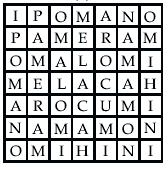 I P O M A N O
P A M E R A M
O M A L O M I
M E L A C A H
A R O C U M I
N A M A M O N
O M I H I N I